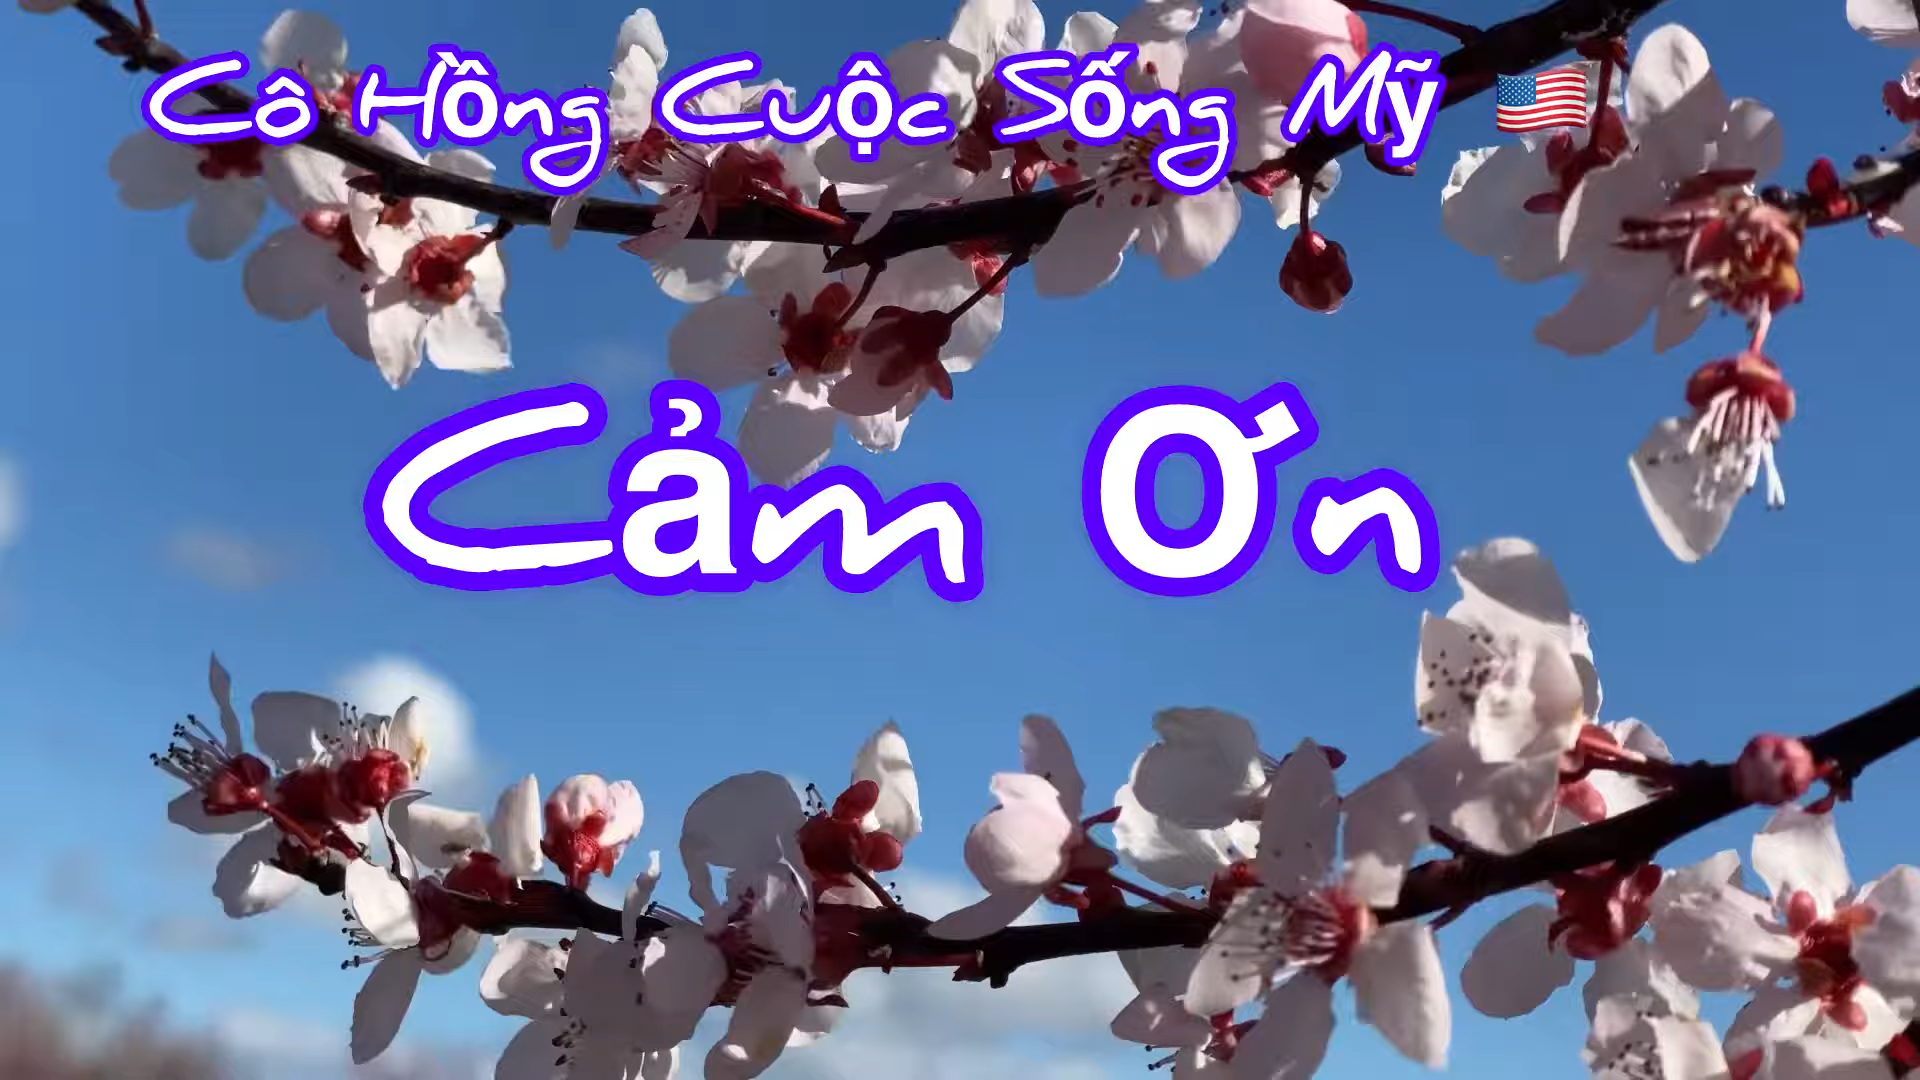 Cô Hồng Cuộc Sống Mỹ 🇺🇸
Cảm Ơn